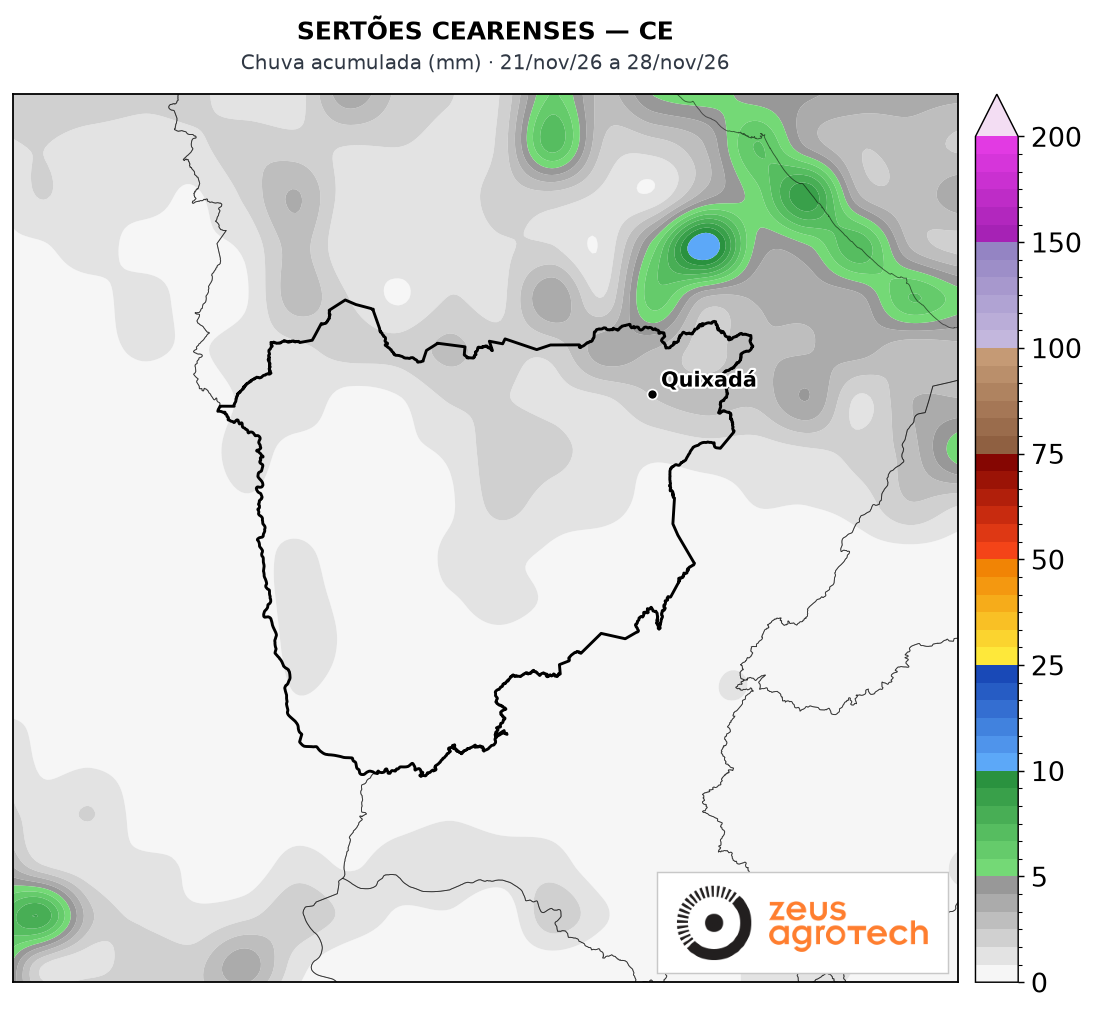 SERTÕES CEARENSES — CE
Chuva acumulada (mm) · 21/nov/26 a 28/nov/26
Quixadá
200
150
100
75
50
25
10
5
0
zeus
agrotech